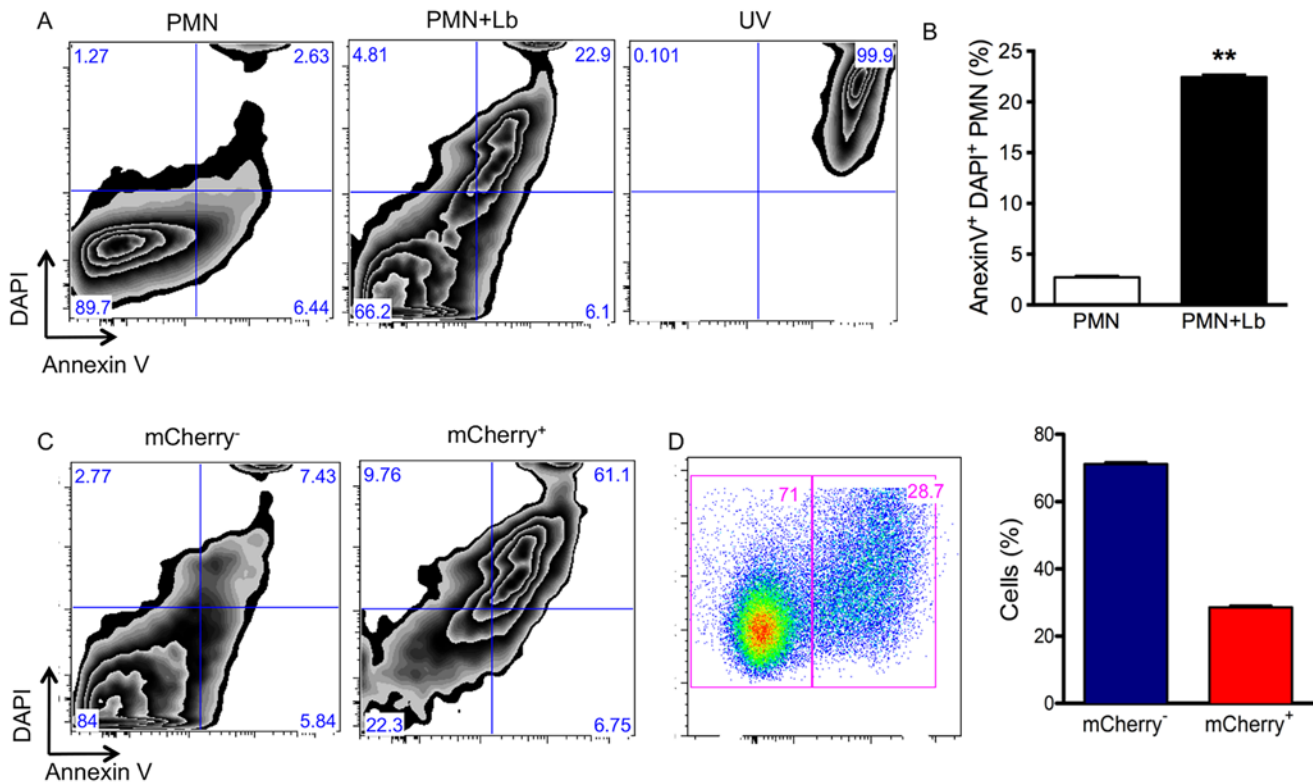 A
PMN
PMN+Lb
UV
B
1.27
2.63
4.81
22.9
0.101
99.9
89.7
6.44
66.2
6.1
DAPI
Annexin V
AnexinV+ DAPI+ PMN (%)
25
20
15
10
5
0
**
PMN
PMN+Lb
C
mCherry-
mCherry+
D
2.77
7.43
9.76
61.1
84
5.84
22.3
6.75
DAPI
Annexin V
71
28.7
Cells (%)
80
60
40
20
0
mCherry-
mCherry+